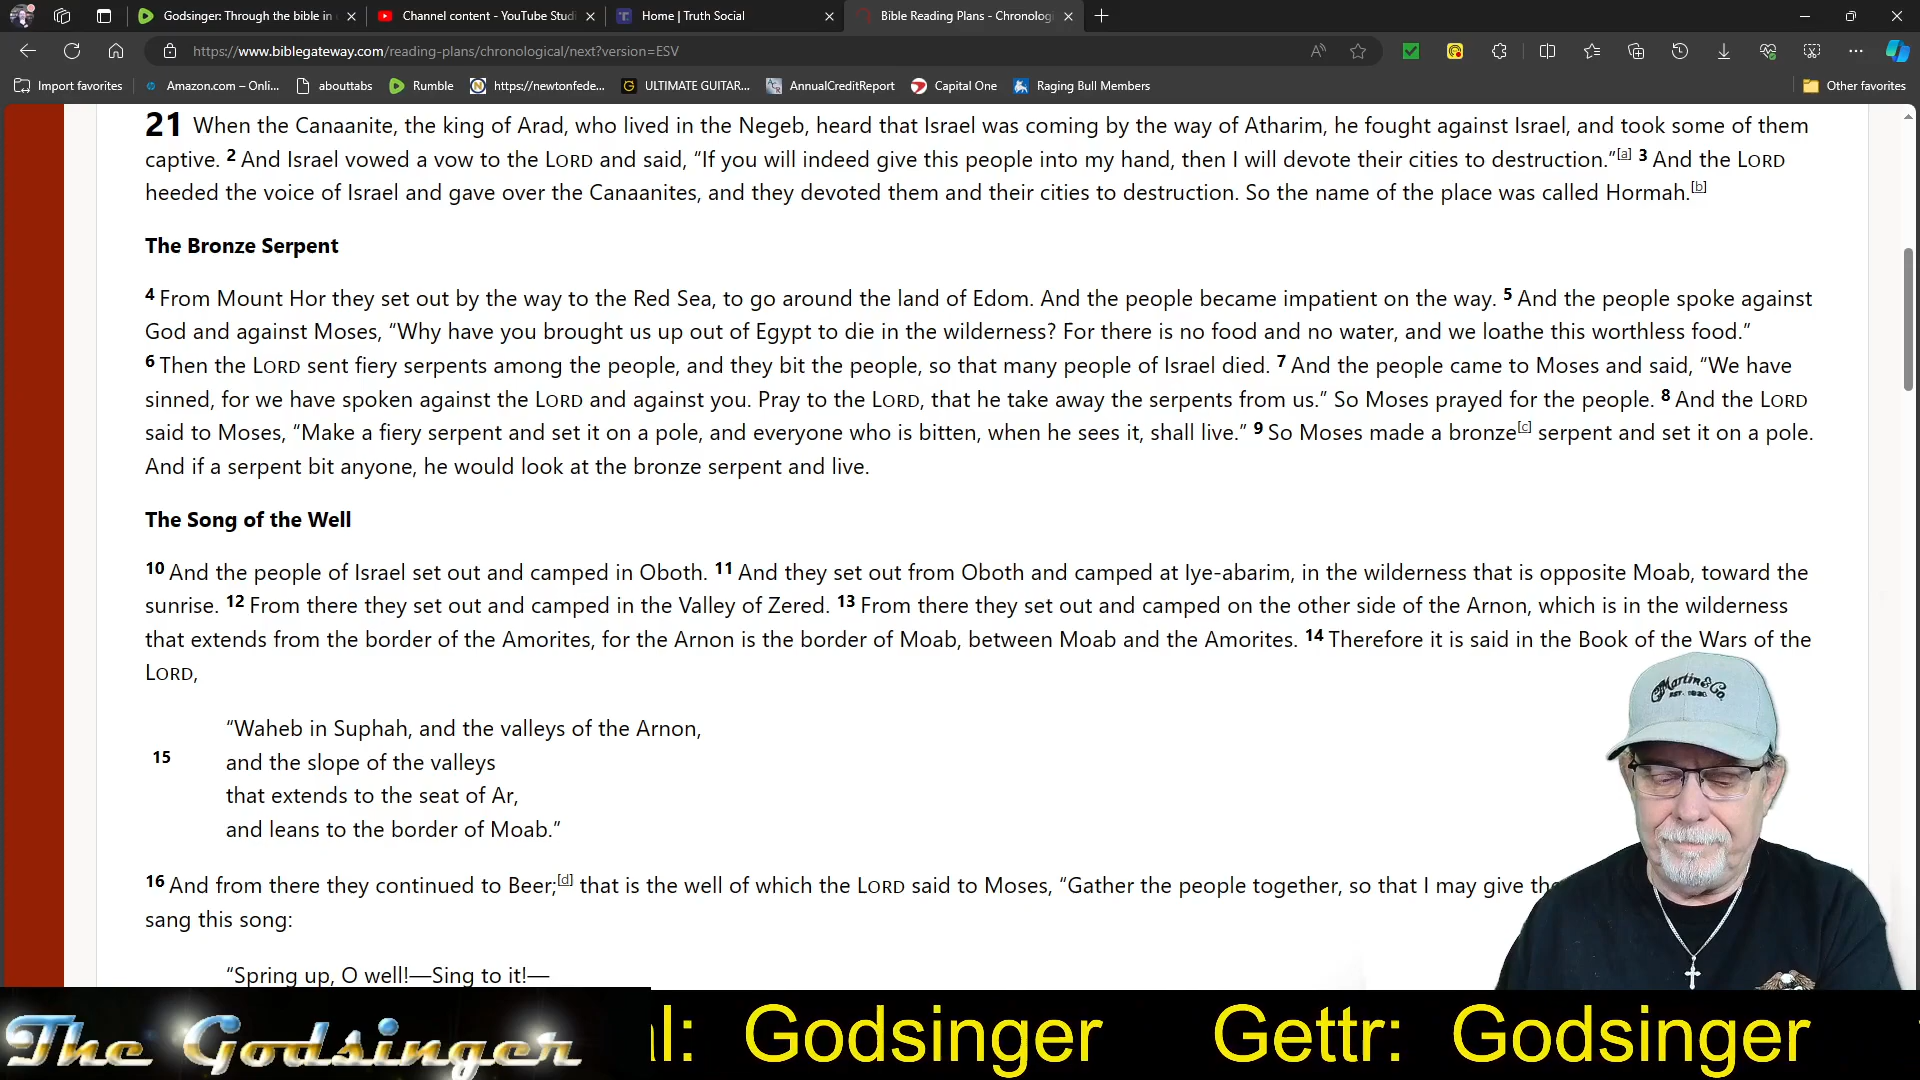 Godsinger: Through the bible in
Channel content - YouTube Studi
Home | Truth Social
Bible Reading Plans - Chronolog
https://www.biblegateway.com/reading-plans/chronological/next?version=ESV
Import favorites
Amazon.com – Onli...
abouttabs
Rumble
https://newtonfede...
ULTIMATE GUITAR...
AnnualCreditReport
Capital One
Raging Bull Members
Other favorites
21 When the Canaanite, the king of Arad, who lived in the Negeb, heard that Israel was coming by the way of Atharim, he fought against Israel, and took some of them
captive. 2 And Israel vowed a vow to the LORD and said, “If you will indeed give this people into my hand, then I will devote their cities to destruction.”[a] 3 And the LORD
heeded the voice of Israel and gave over the Canaanites, and they devoted them and their cities to destruction. So the name of the place was called Hormah.[b]
The Bronze Serpent
4 From Mount Hor they set out by the way to the Red Sea, to go around the land of Edom. And the people became impatient on the way. 5 And the people spoke against
God and against Moses, “Why have you brought us up out of Egypt to die in the wilderness? For there is no food and no water, and we loathe this worthless food.”
6 Then the LORD sent fiery serpents among the people, and they bit the people, so that many people of Israel died. 7 And the people came to Moses and said, “We have
sinned, for we have spoken against the LORD and against you. Pray to the LORD, that he take away the serpents from us.” So Moses prayed for the people. 8 And the LORD
said to Moses, “Make a fiery serpent and set it on a pole, and everyone who is bitten, when he sees it, shall live.” 9 So Moses made a bronze[c] serpent and set it on a pole.
And if a serpent bit anyone, he would look at the bronze serpent and live.
The Song of the Well
10 And the people of Israel set out and camped in Oboth. 11 And they set out from Oboth and camped at Iye-abarim, in the wilderness that is opposite Moab, toward the
sunrise. 12 From there they set out and camped in the Valley of Zered. 13 From there they set out and camped on the other side of the Arnon, which is in the wilderness
that extends from the border of the Amorites, for the Arnon is the border of Moab, between Moab and the Amorites. 14 Therefore it is said in the Book of the Wars of the
LORD,
“Waheb in Suphah, and the valleys of the Arnon,
15 and the slope of the valleys
that extends to the seat of Ar,
and leans to the border of Moab.”
16 And from there they continued to Beer;[d] that is the well of which the LORD said to Moses, “Gather the people together, so that I may give
sang this song:
“Spring up, O well!—Sing to it!—
Martin & Co.
EST. 1833
The Godsinger
al: Godsinger Gettr: Godsinger